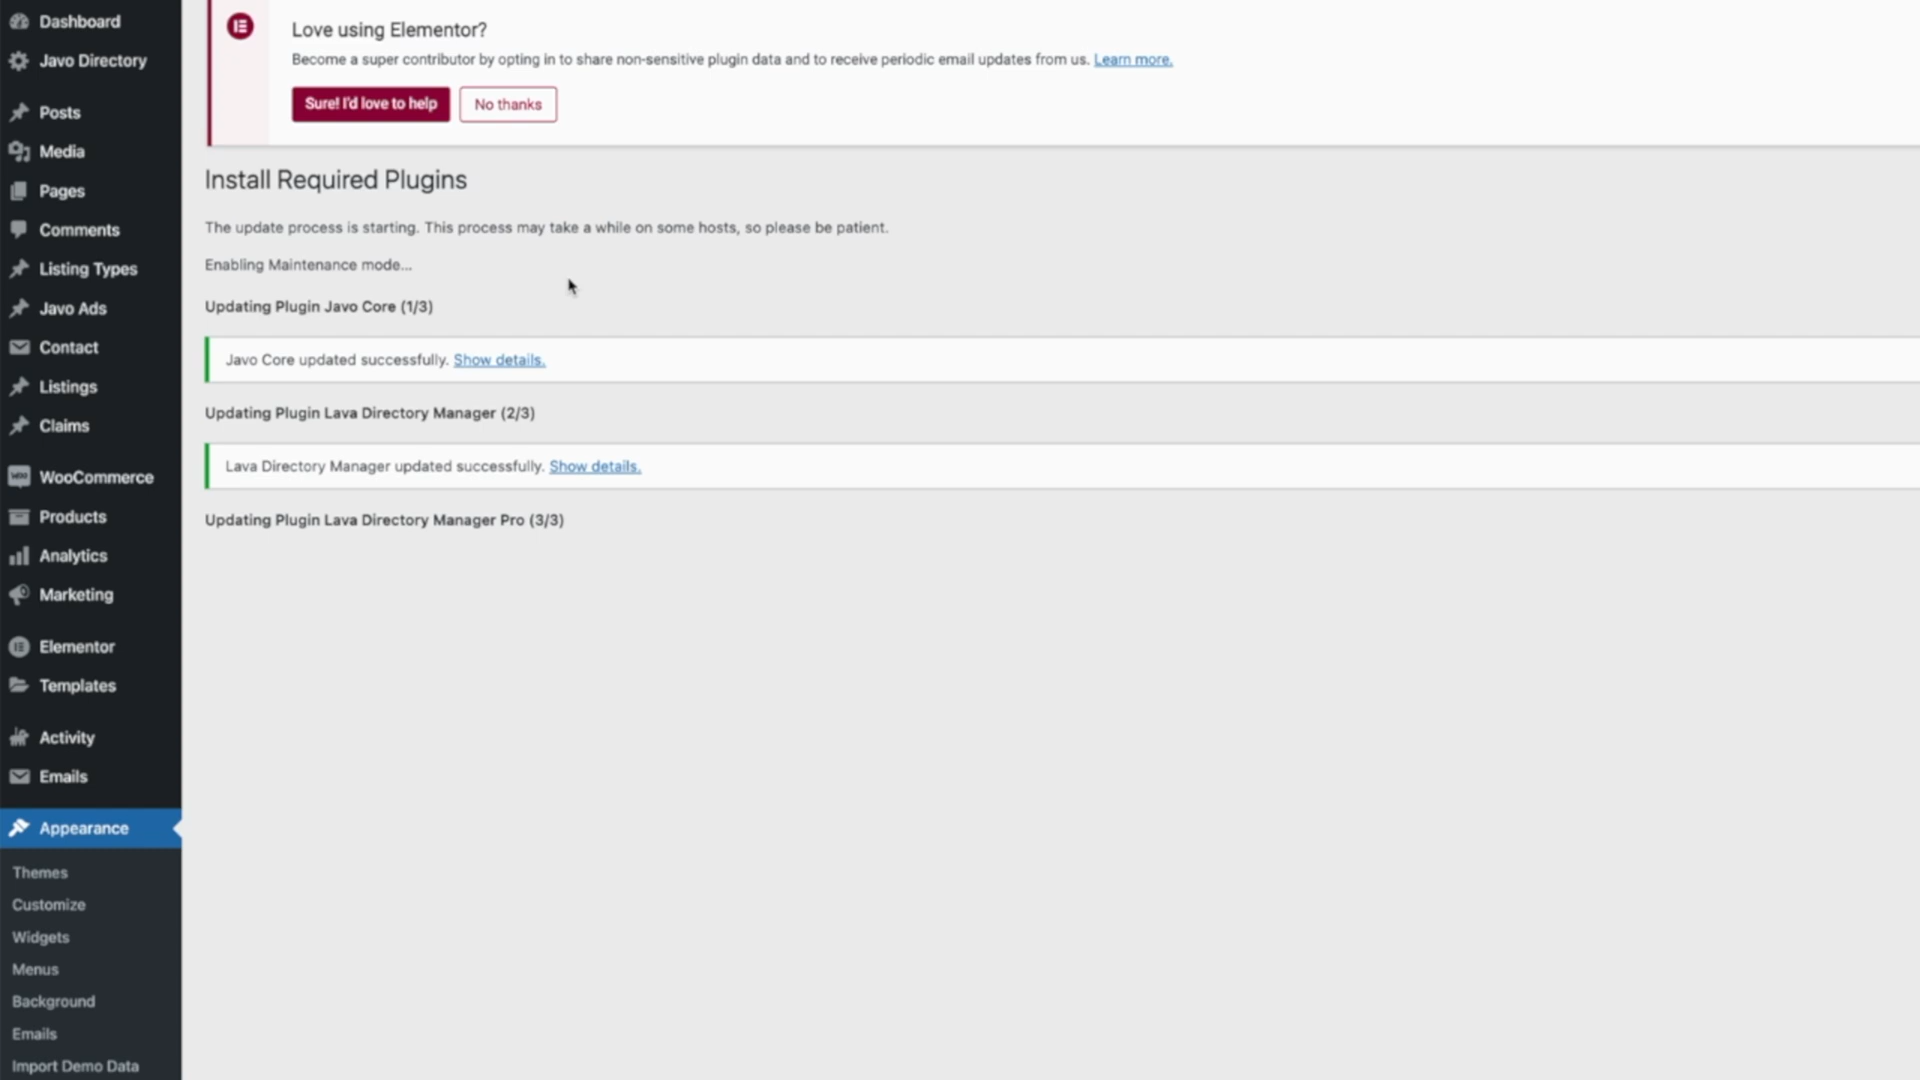 Dashboard
Javo Directory
Posts
Media
Pages
Comments
Listing Types
Javo Ads
Contact
Listings
Claims
WooCommerce
Products
Analytics
Marketing
Elementor
Templates
Activity
Emails
Appearance
Themes
Customize
Widgets
Menus
Background
Emails
Import Demo Data
Love using Elementor?
Become a super contributor by opting in to share non-sensitive plugin data and to receive periodic email updates from us. Learn more.
Sure! I'd love to help
No thanks
Install Required Plugins
The update process is starting. This process may take a while on some hosts, so please be patient.
Enabling Maintenance mode...
Updating Plugin Javo Core (1/3)
Javo Core updated successfully. Show details.
Updating Plugin Lava Directory Manager (2/3)
Lava Directory Manager updated successfully. Show details.
Updating Plugin Lava Directory Manager Pro (3/3)